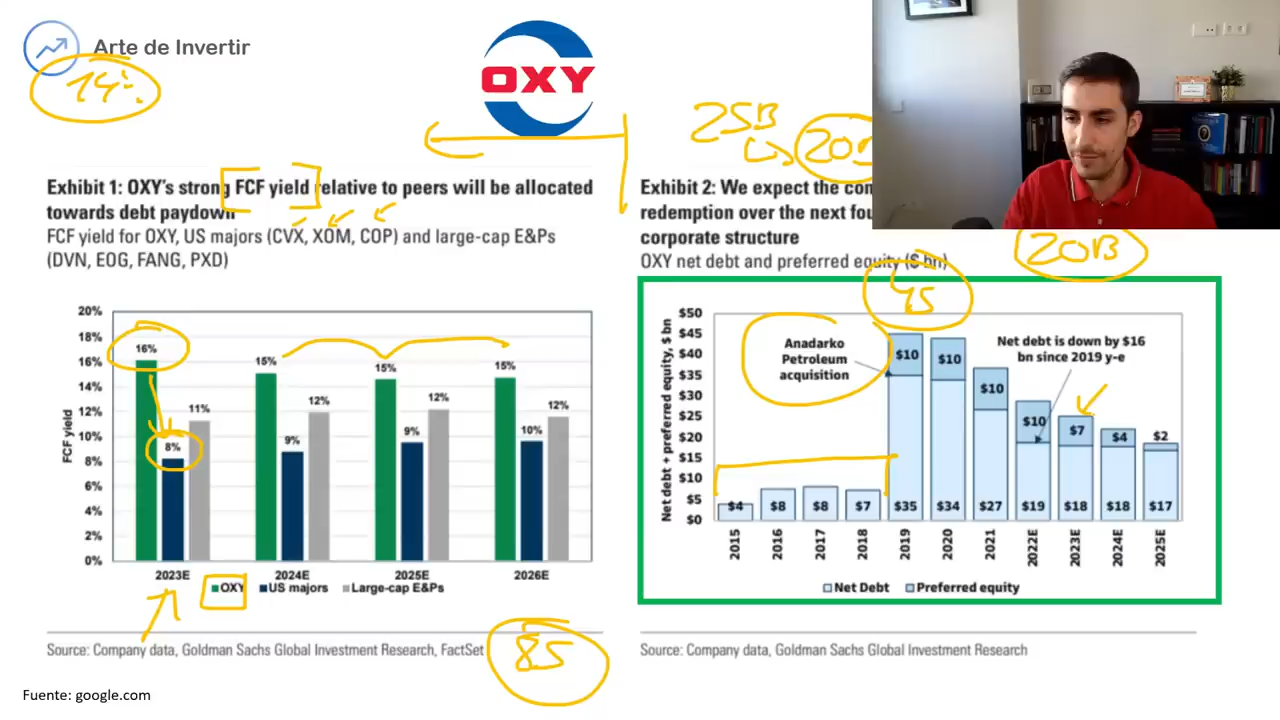 Arte de Invertir
14%
OXY
25B
20B
Exhibit 1: OXY's strong FCF yield relative to peers will be allocated
towards debt paydown
FCF yield for OXY, US majors (CVX, XOM, COP) and large-cap E&Ps
(DVN, EOG, FANG, PXD)
20%
18%
16%
14%
12%
10%
8%
6%
4%
2%
0%
FCF yield
16%
8%
11%
15%
9%
12%
15%
9%
12%
15%
10%
12%
2023E
2024E
2025E
2026E
OXY
US majors
Large-cap E&Ps
Source: Company data, Goldman Sachs Global Investment Research, FactSet
85
Exhibit 2: We expect the
redemption over the next
corporate structure
OXY net debt and preferred equity ($ bn)
20B
45
Net debt + preferred equity, $ bn
$50
$45
$40
$35
$30
$25
$20
$15
$10
$5
$0
Anadarko
Petroleum
acquisition
Net debt is down by $16
bn since 2019 y-e
$10
$10
$10
$10
$7
$4
$2
$4
$8
$8
$7
$35
$34
$27
$19
$18
$18
$17
2015
2016
2017
2018
2019
2020
2021
2022E
2023E
2024E
2025E
Net Debt
Preferred equity
Source: Company data, Goldman Sachs Global Investment Research
Fuente: google.com